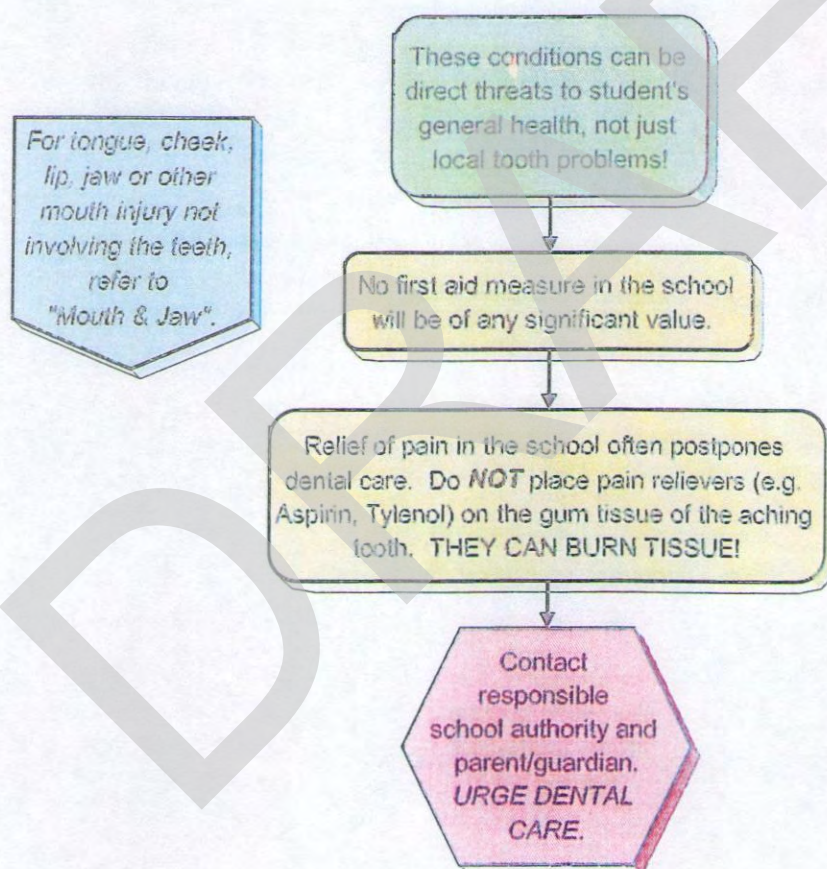 These conditions can be
direct threats to student's
general health, not just
local tooth problems!
For tongue, cheek,
lip, jaw or other
mouth injury not
involving the teeth,
refer to
"Mouth & Jaw".
No first aid measure in the school
will be of any significant value.
Relief of pain in the school often postpones
dental care. Do NOT place pain relievers (e.g.
Aspirin, Tylenol) on the gum tissue of the aching
tooth. THEY CAN BURN TISSUE!
Contact
responsible
school authority and
parent/guardian.
URGE DENTAL
CARE.